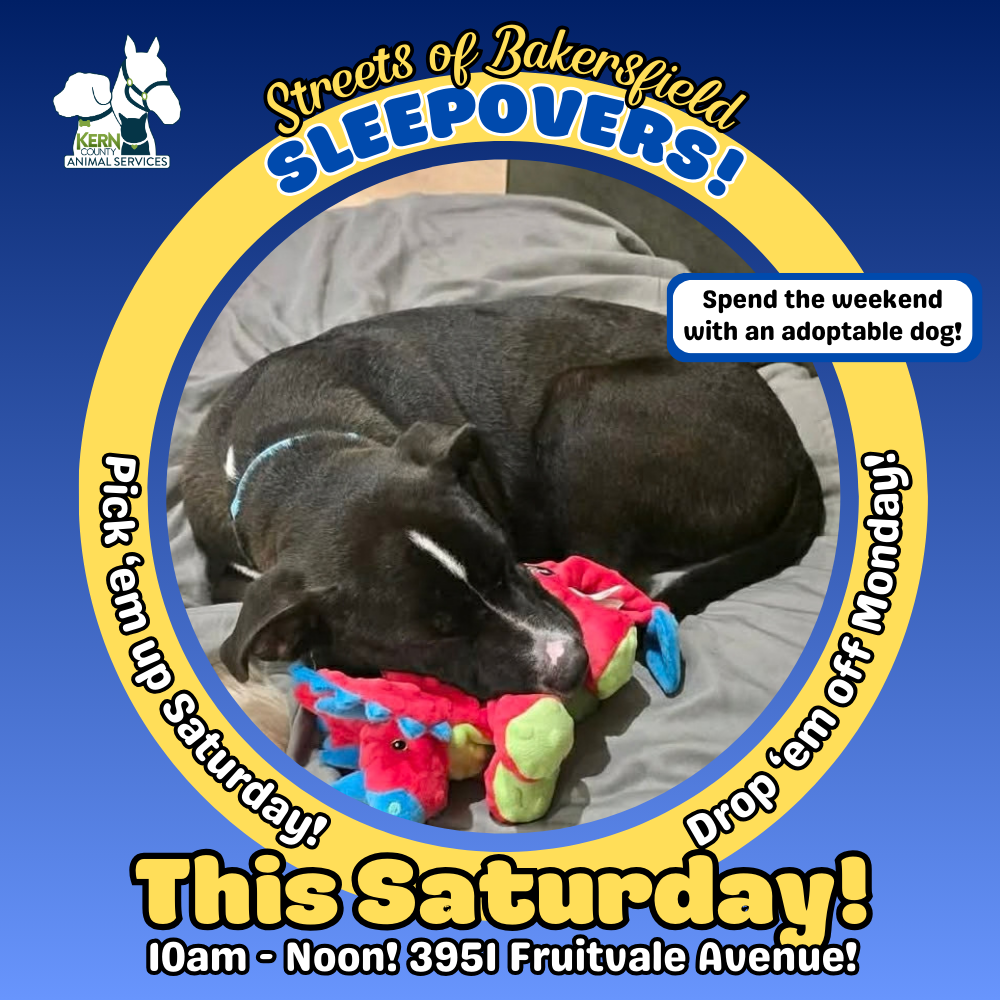 Streets of Bakersfield
SLEEPOVERS!
KERN
COUNTY
ANIMAL SERVICES
Spend the weekend
with an adoptable dog!
Pick ‘em up Saturday!
Drop ‘em off Monday!
This Saturday!
10am - Noon! 3951 Fruitvale Avenue!